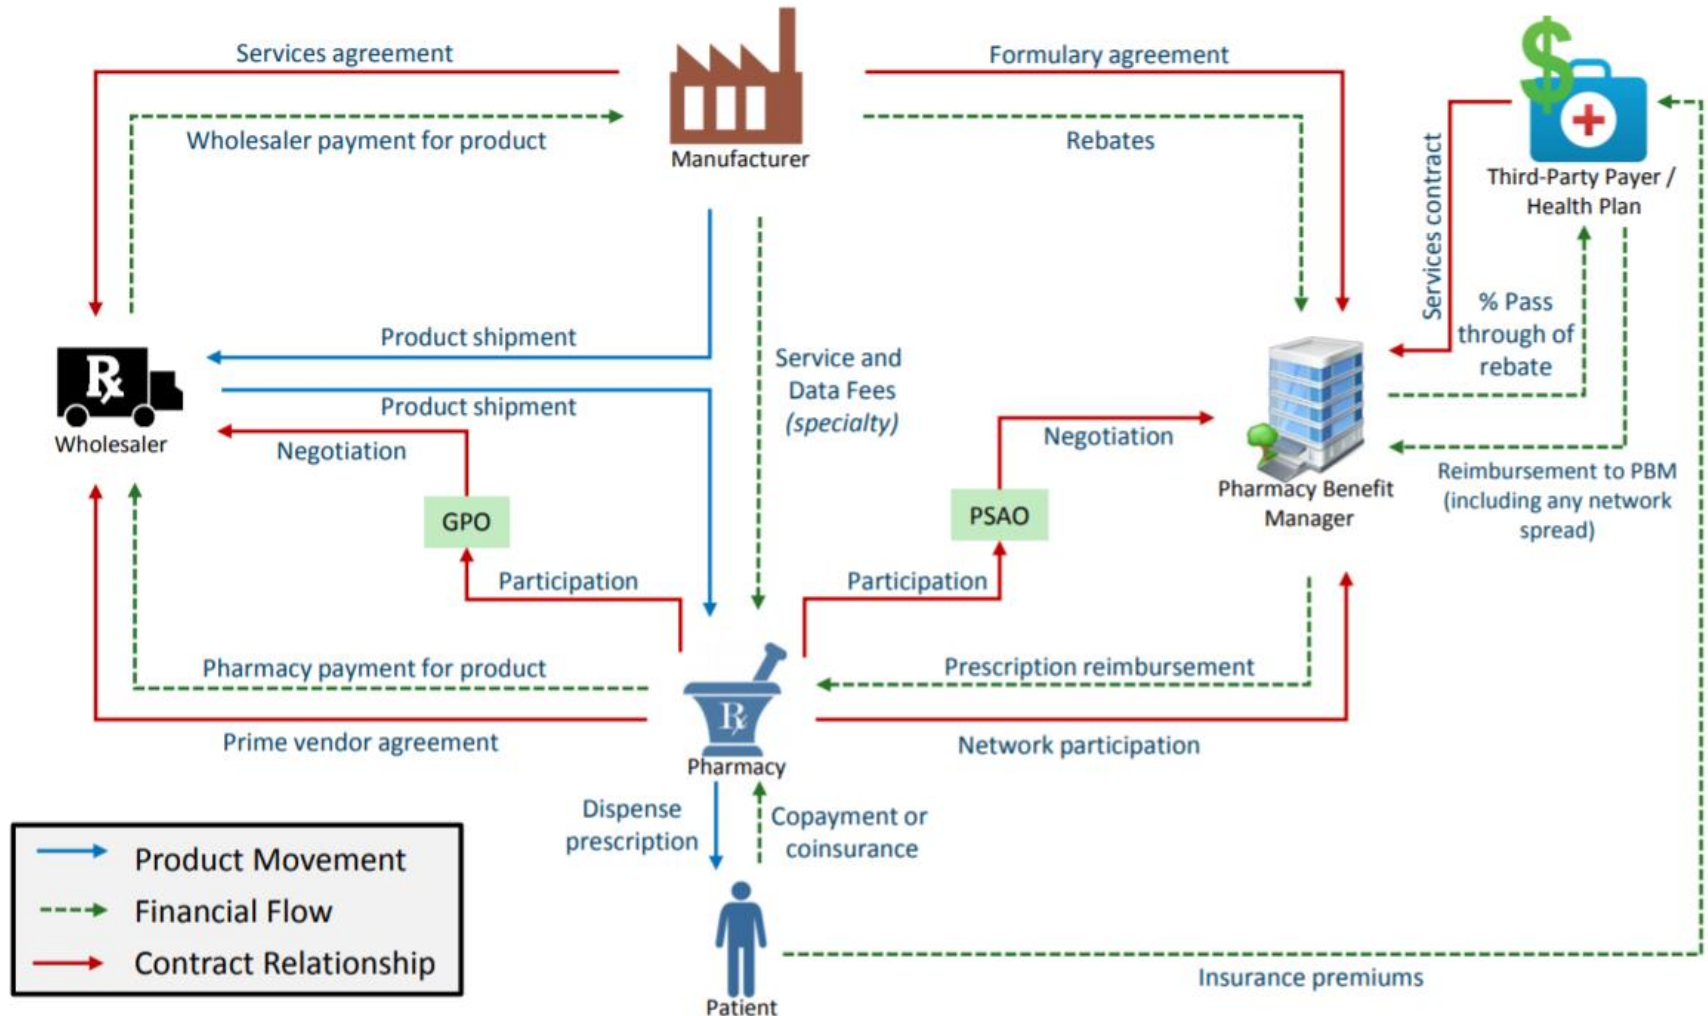 Services agreement
Formulary agreement
Wholesaler payment for product
Rebates
Manufacturer
$
Third-Party Payer /
Health Plan
Services contract
% Pass
through of
rebate
Product shipment
Service and
Data Fees
(specialty)
Rx
Product shipment
Wholesaler
Negotiation
Negotiation
Reimbursement to PBM
(including any network
spread)
Pharmacy Benefit
Manager
GPO
PSAO
Participation
Participation
Pharmacy payment for product
Prescription reimbursement
Rx
Prime vendor agreement
Network participation
Pharmacy
Dispense
prescription
Copayment or
coinsurance
Product Movement
Financial Flow
Contract Relationship
Insurance premiums
Patient